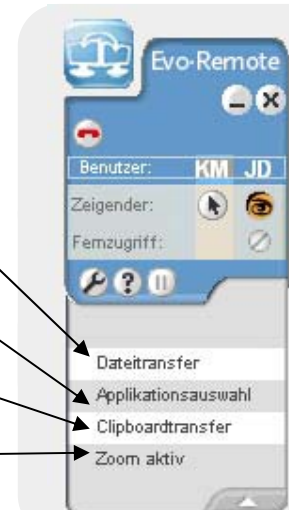 Evo-Remote
Benutzer: KM JD
Zeigender:
Fernzugriff:
?
Dateitransfer
Applikationsauswahl
Clipboardtransfer
Zoom aktiv